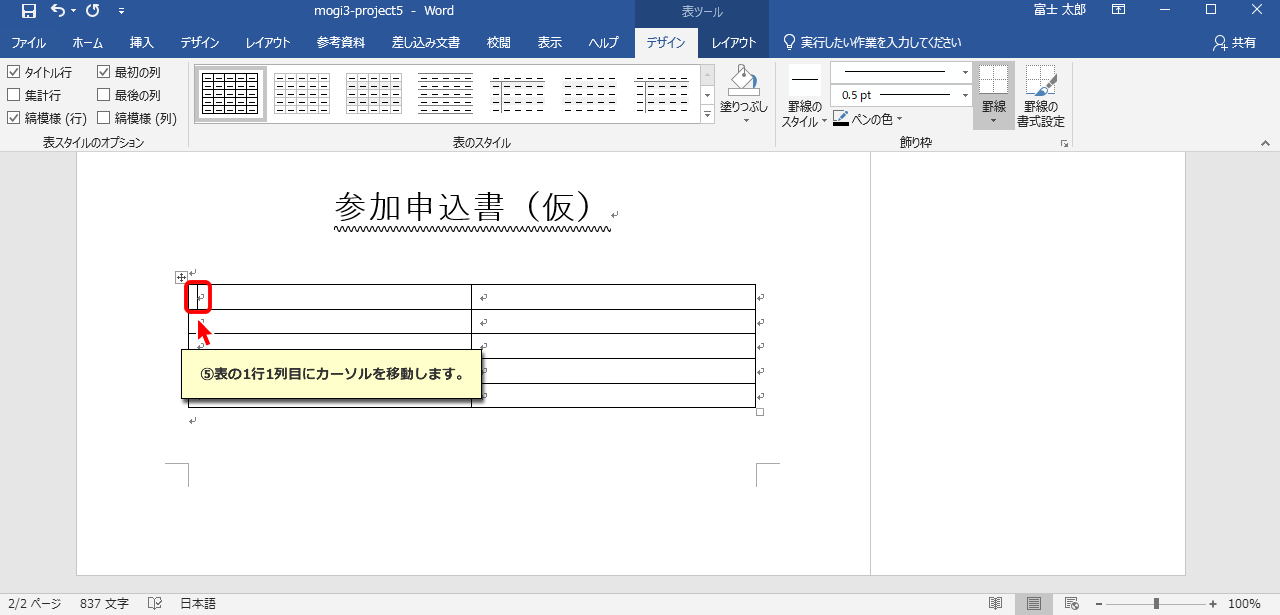 mogi3-project5 - Word
表ツール
富士 太郎
ファイル ホーム 挿入 デザイン レイアウト 参考資料 差し込み文書 校閲 表示 ヘルプ デザイン レイアウト 実行したい作業を入力してください 共有
タイトル行 最初の列
集計行 最後の列
縞模様 (行) 縞模様 (列)
表スタイルのオプション
表のスタイル
塗りつぶし
罫線の
スタイル
0.5 pt
ペンの色
罫線
罫線の
書式設定
飾り枠
参加申込書（仮）
⑤表の1行1列目にカーソルを移動します。
2/2 ページ 837 文字 日本語 100%